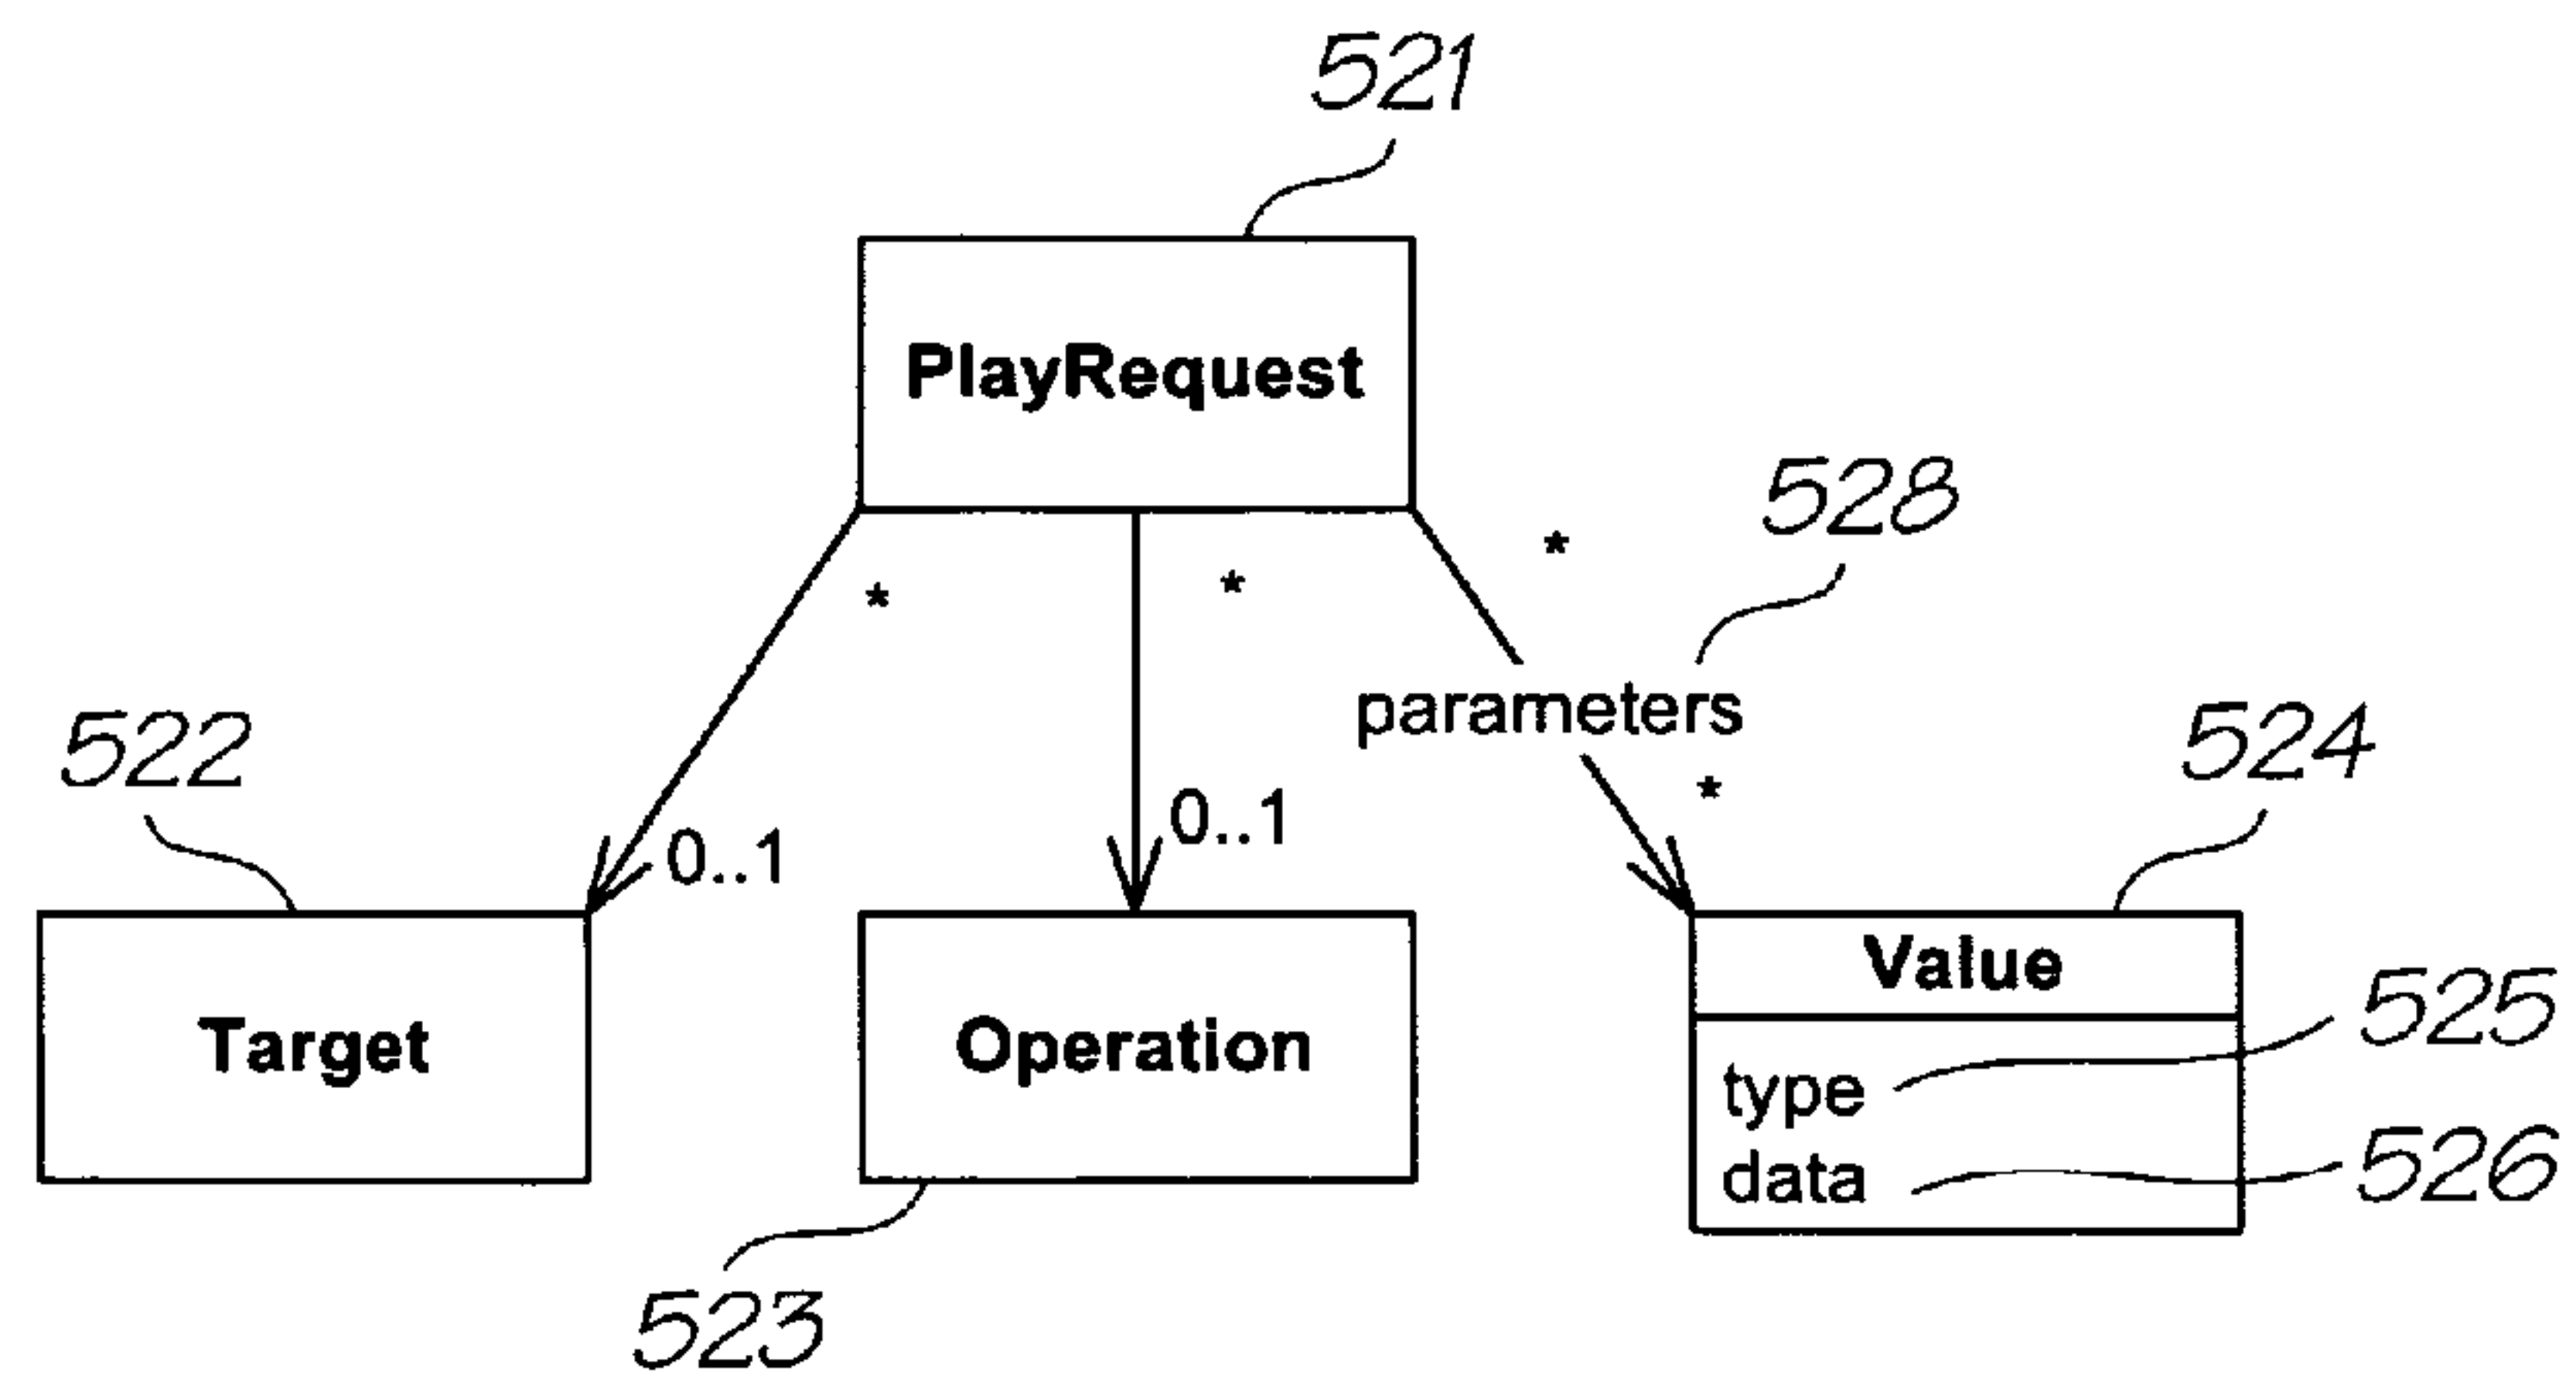 521
PlayRequest
528
*
*
*
parameters
522
524
*
0..1
0..1
Target
Operation
Value
525
type
data
526
523